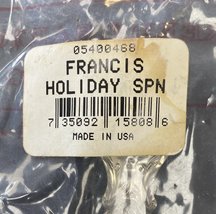 05400468
FRANCIS
HOLIDAY SPN
7 35092 15808 6
MADE IN USA